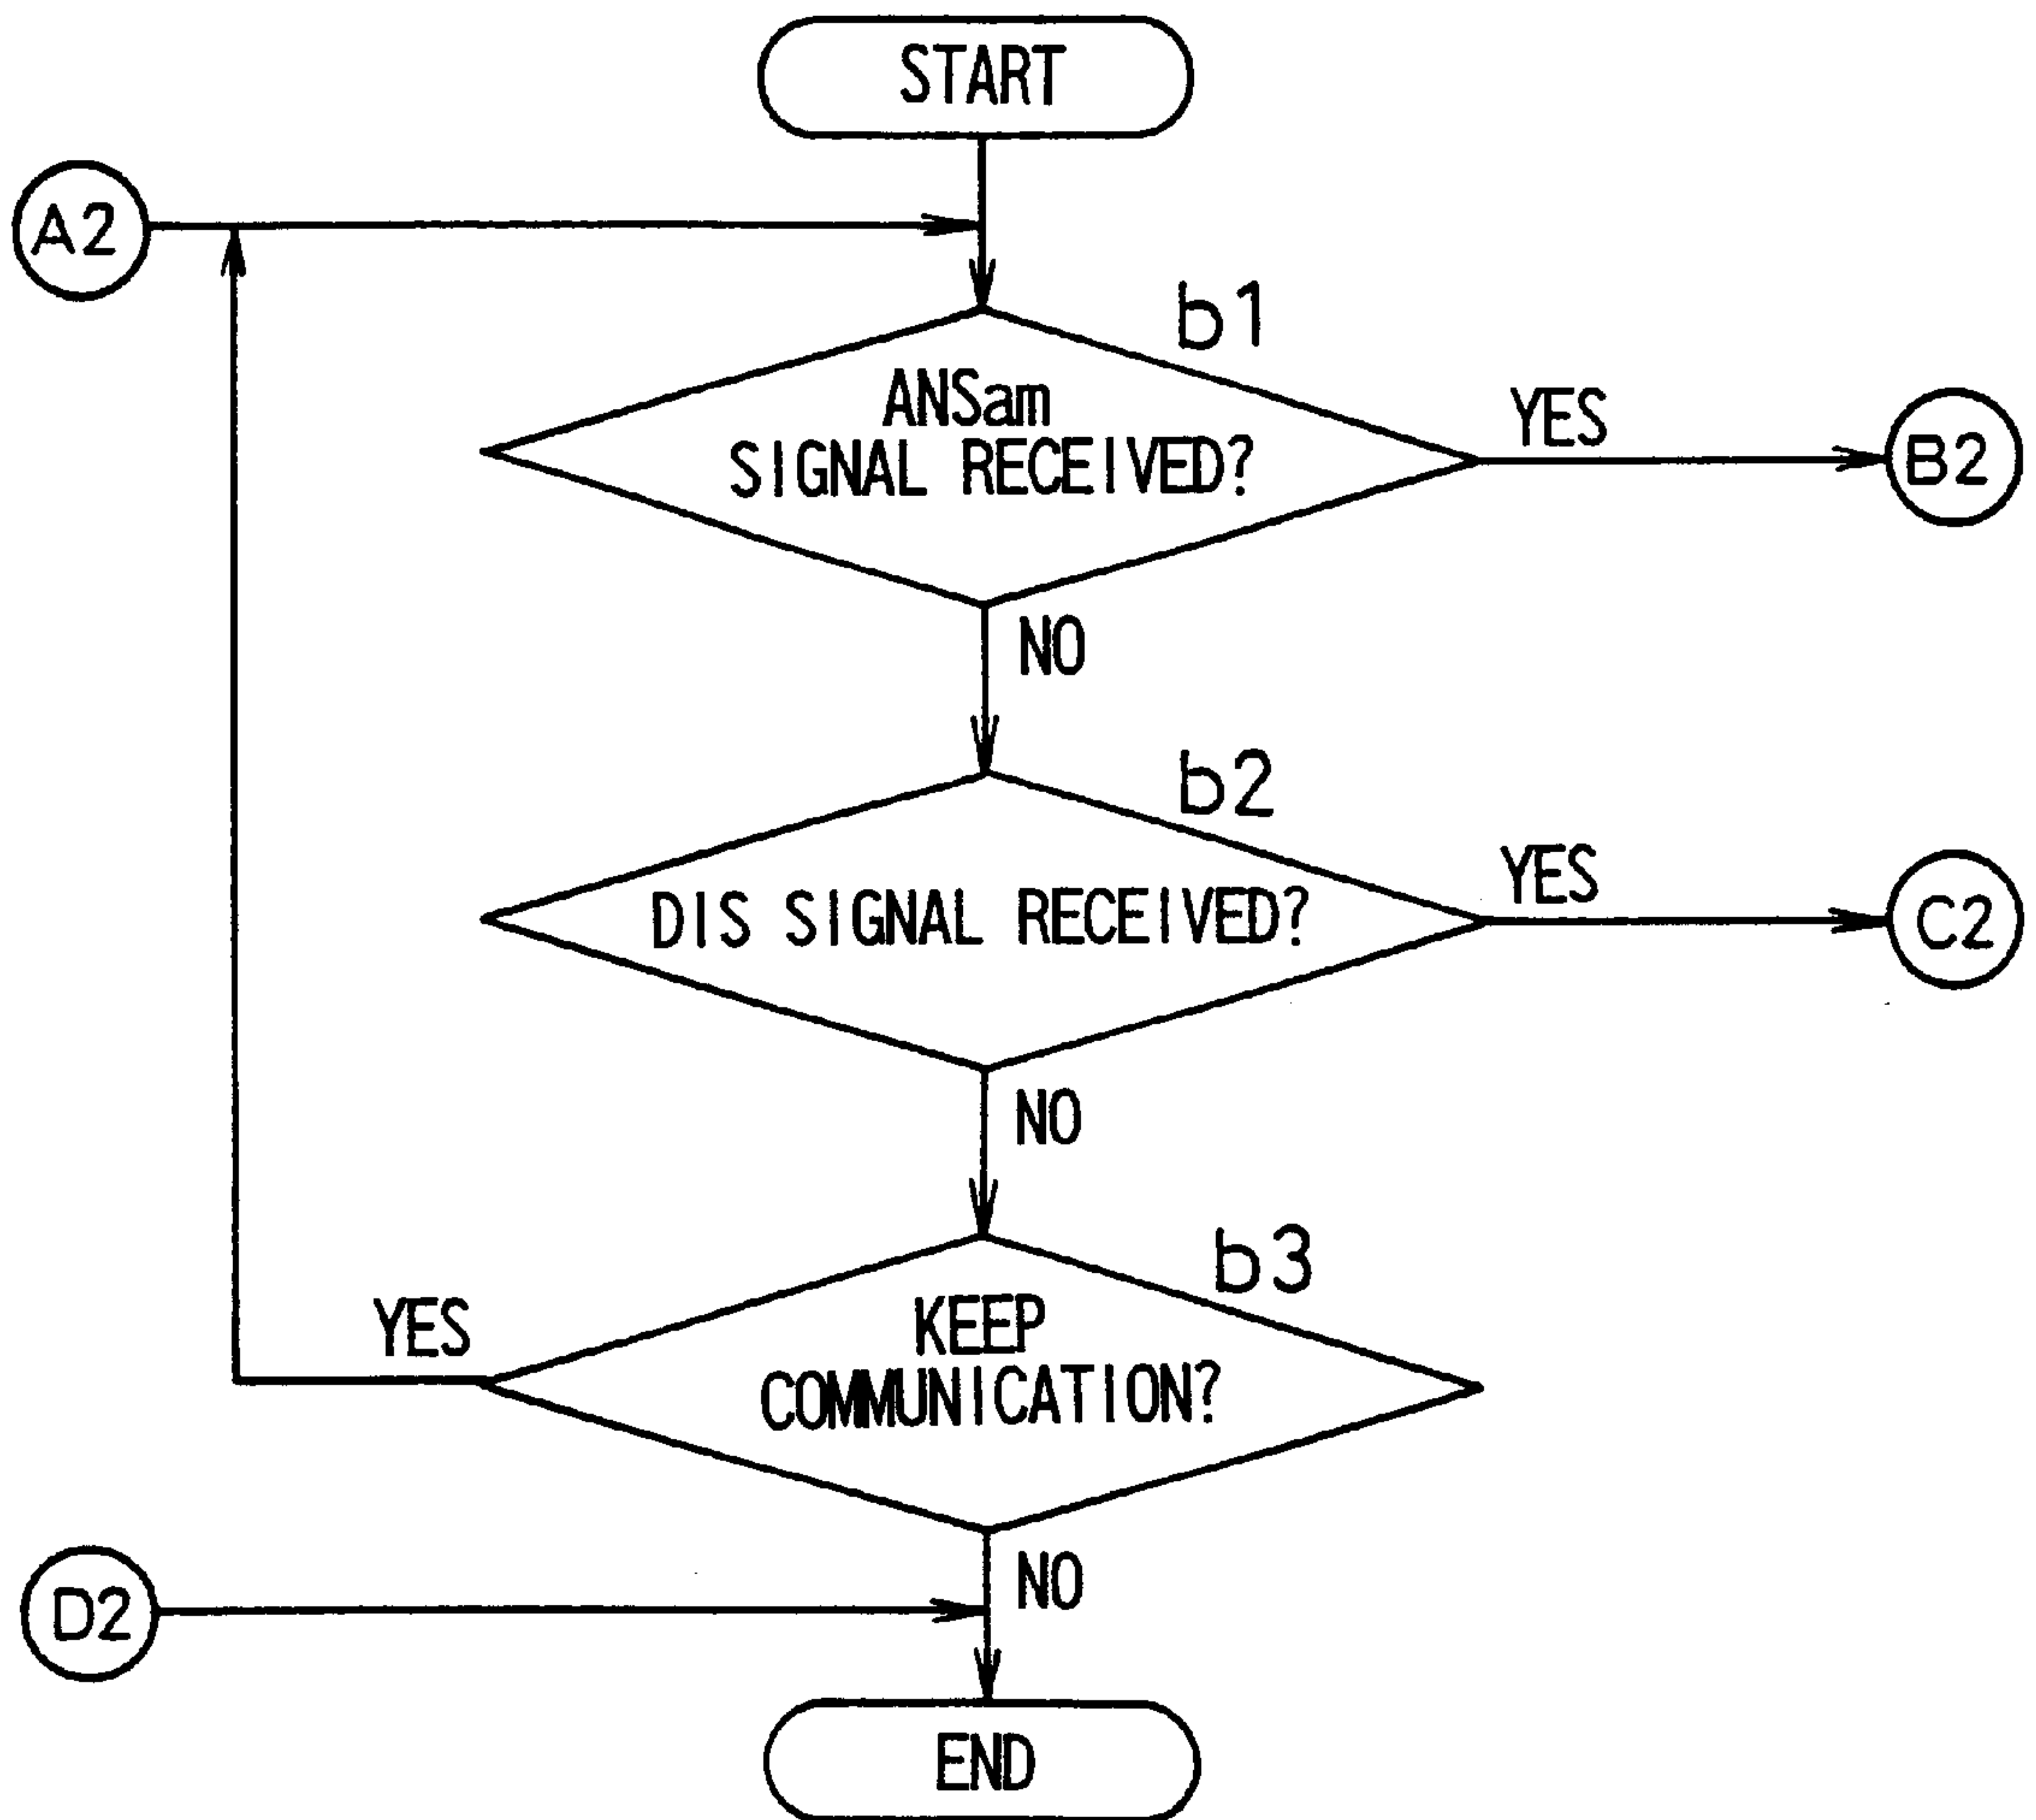 START
A2
b1
ANSam
SIGNAL RECEIVED?
YES
B2
NO
b2
DIS SIGNAL RECEIVED?
YES
C2
NO
b3
KEEP
COMMUNICATION?
YES
NO
D2
END